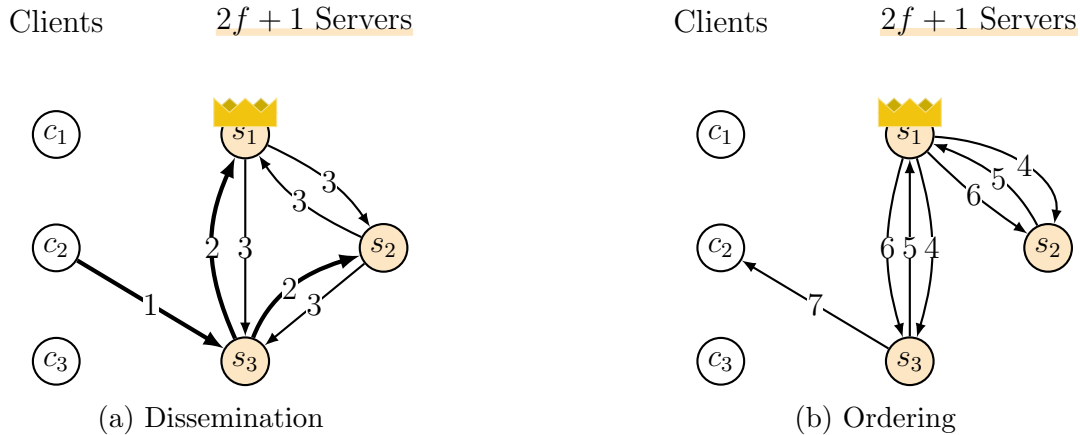 Clients 2f + 1 Servers
c1 s1 3 3 2 3 c2 s2 2 3 1 c3 s3
(a) Dissemination
Clients 2f + 1 Servers
c1 s1 4 5 6 6 5 4 c2 s2 7 c3 s3
(b) Ordering